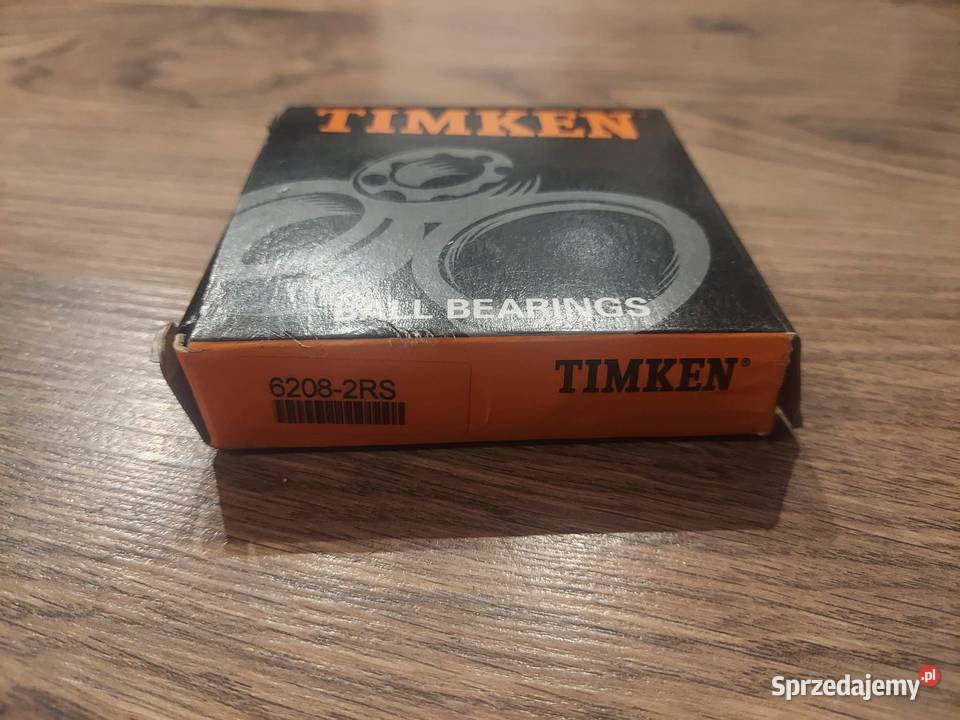 TIMKEN
BALL BEARINGS
6208-2RS
TIMKEN®
Sprzedajemy.pl